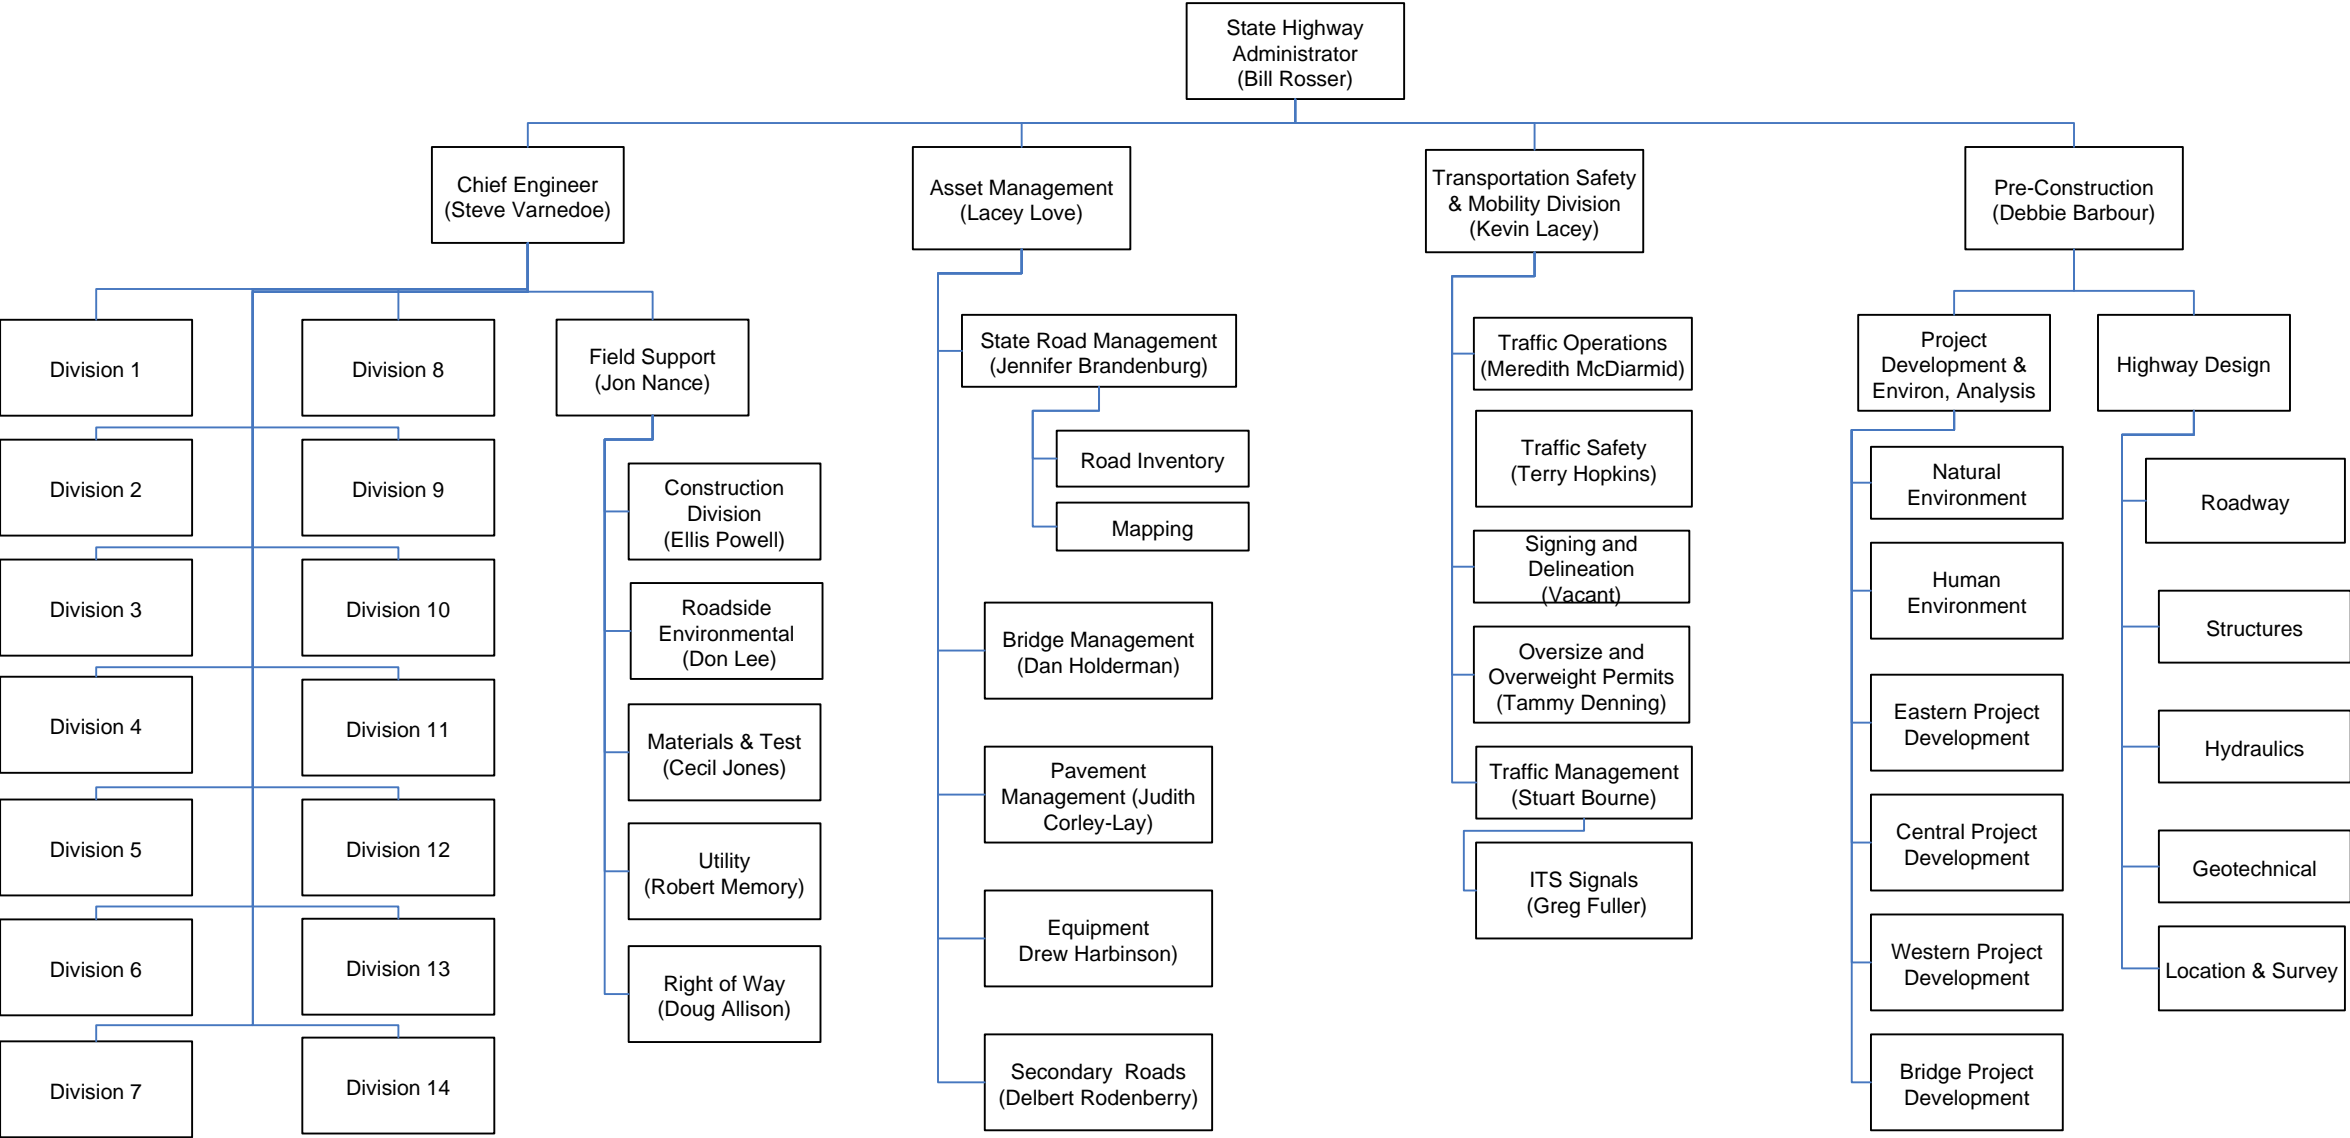 State Highway
Administrator
(Bill Rosser)
Chief Engineer
(Steve Varnedoe)
Asset Management
(Lacey Love)
Transportation Safety
& Mobility Division
(Kevin Lacey)
Pre-Construction
(Debbie Barbour)
Division 1
Division 2
Division 3
Division 4
Division 5
Division 6
Division 7
Division 8
Division 9
Division 10
Division 11
Division 12
Division 13
Division 14
Field Support
(Jon Nance)
Construction
Division
(Ellis Powell)
Roadside
Environmental
(Don Lee)
Materials & Test
(Cecil Jones)
Utility
(Robert Memory)
Right of Way
(Doug Allison)
State Road Management
(Jennifer Brandenburg)
Road Inventory
Mapping
Bridge Management
(Dan Holderman)
Pavement
Management (Judith
Corley-Lay)
Equipment
Drew Harbinson)
Secondary  Roads
(Delbert Rodenberry)
Traffic Operations
(Meredith McDiarmid)
Traffic Safety
(Terry Hopkins)
Signing and
Delineation
(Vacant)
Oversize and
Overweight Permits
(Tammy Denning)
Traffic Management
(Stuart Bourne)
ITS Signals
(Greg Fuller)
Project
Development &
Environ, Analysis
Natural
Environment
Human
Environment
Eastern Project
Development
Central Project
Development
Western Project
Development
Bridge Project
Development
Highway Design
Roadway
Structures
Hydraulics
Geotechnical
Location & Survey